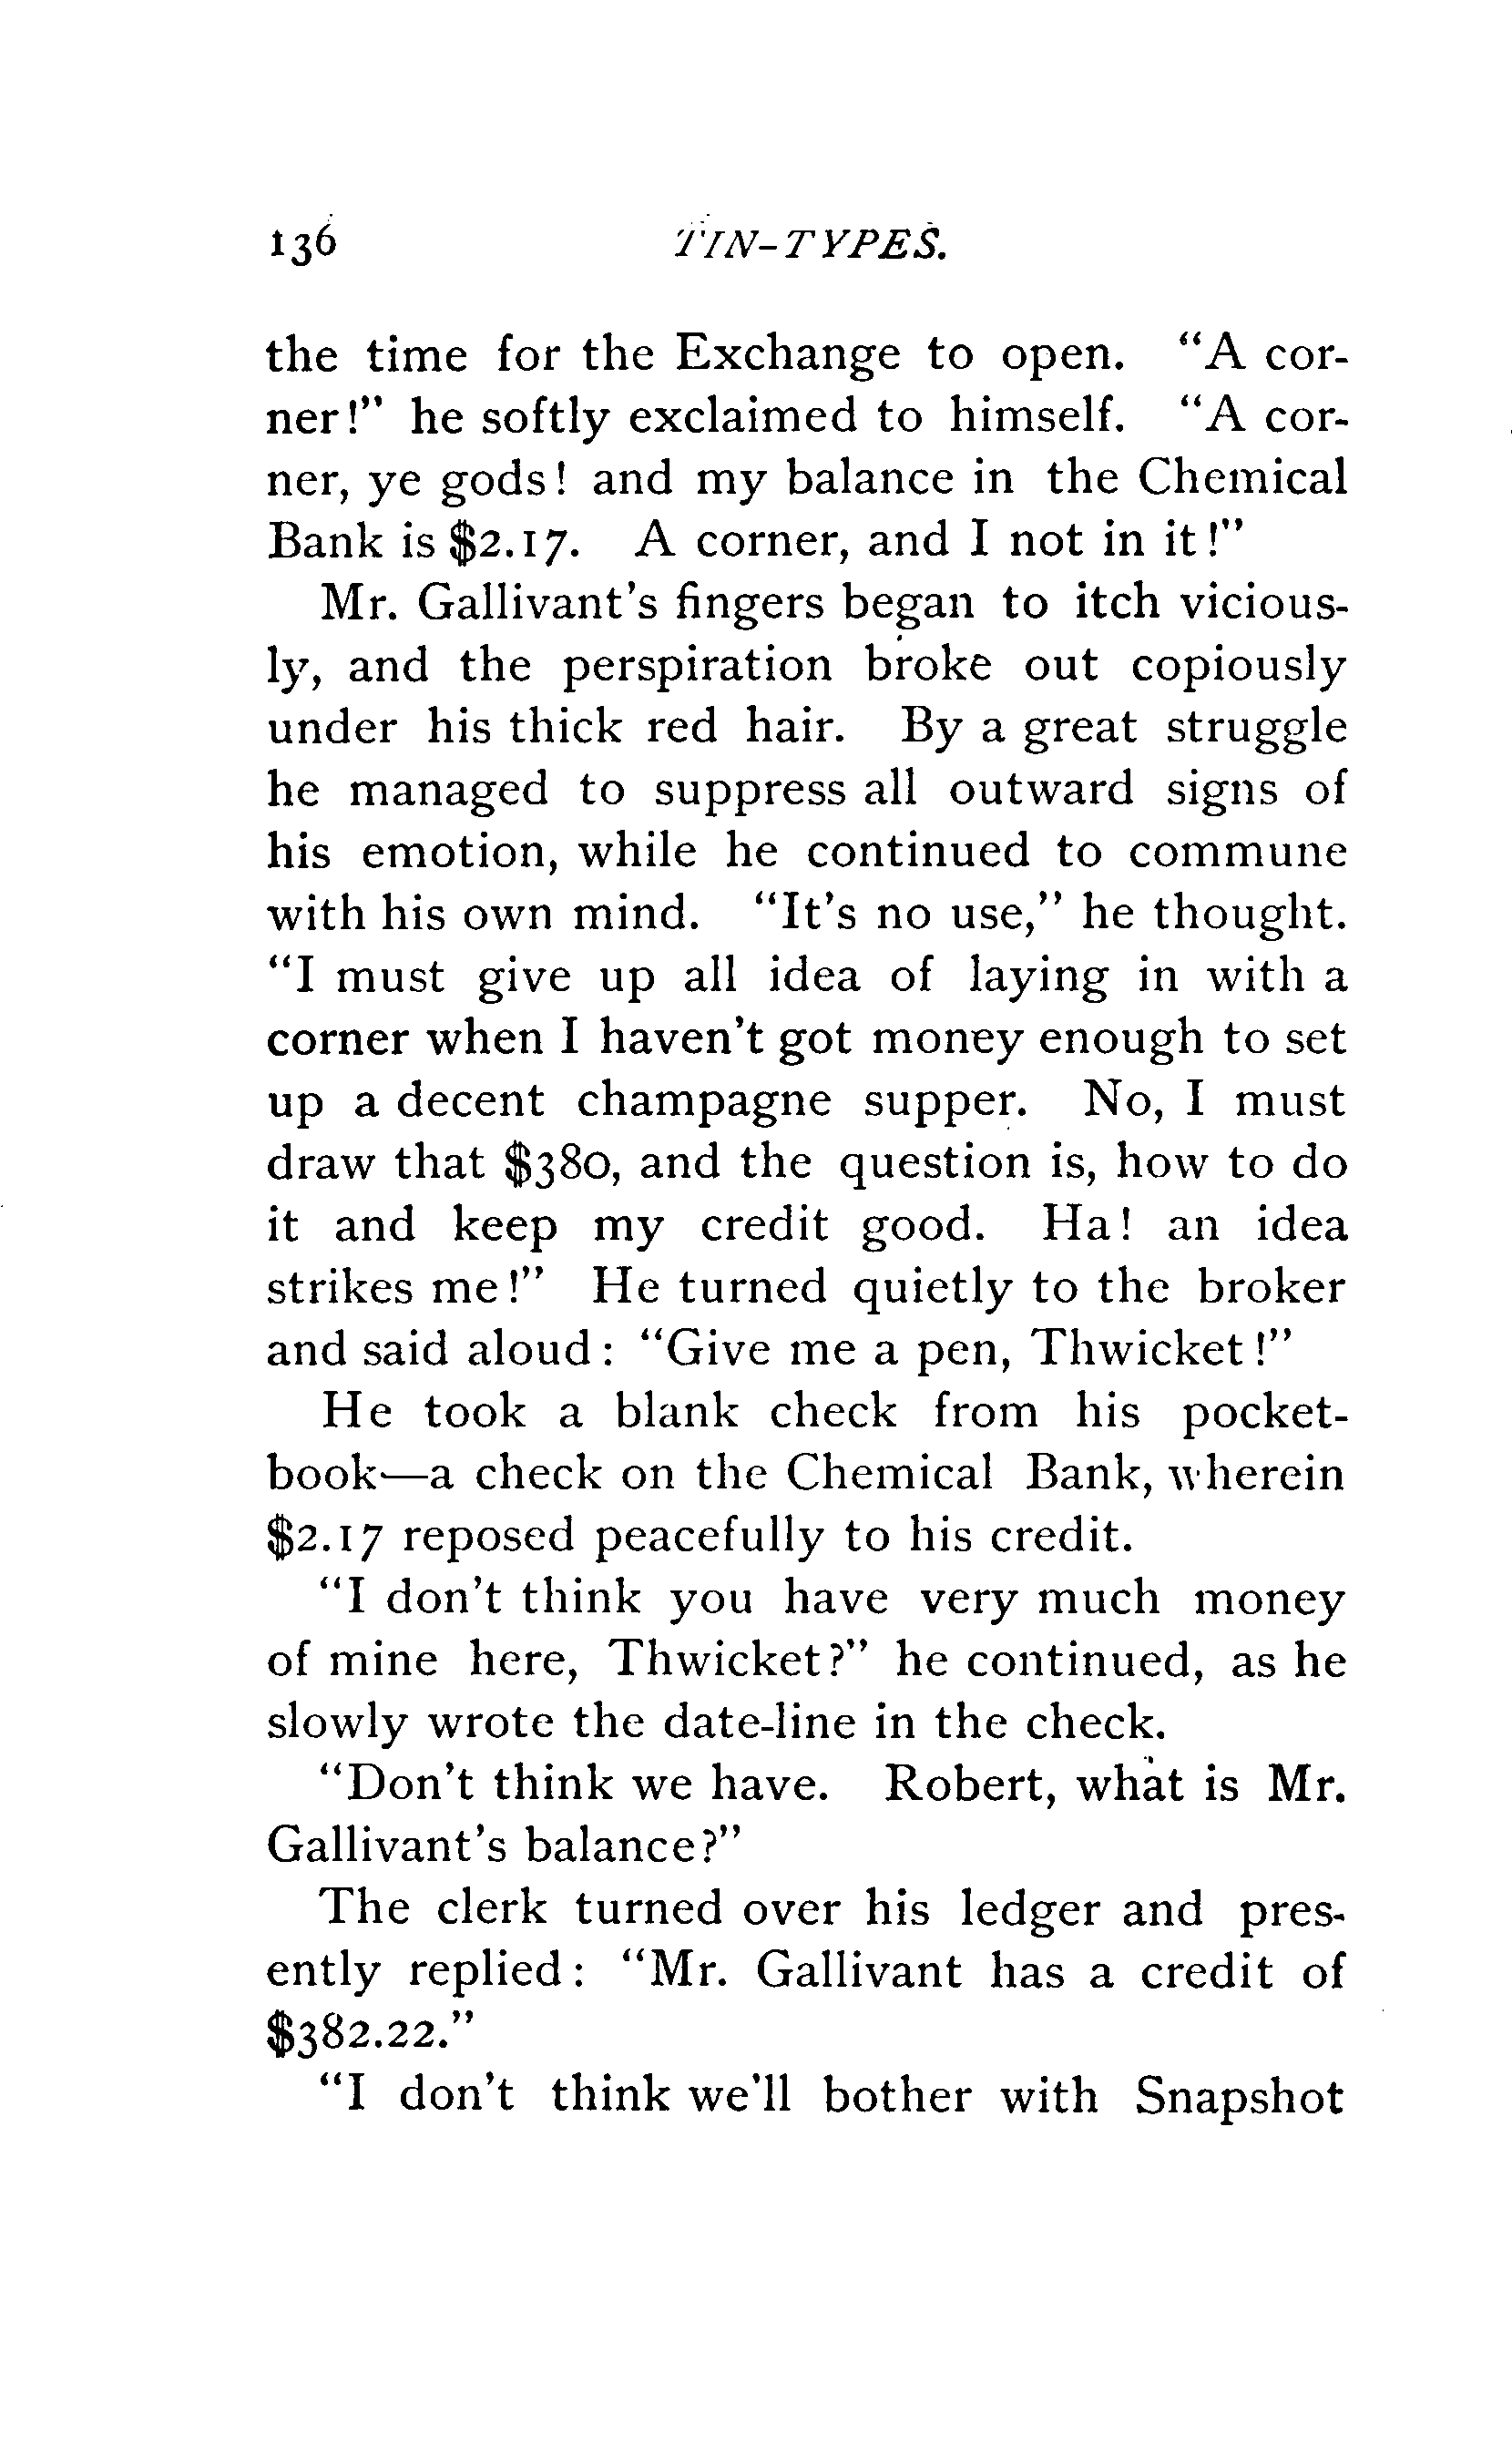 136 TIN-TYPES.
the time for the Exchange to open. "A cor-
ner!" he softly exclaimed to himself. "A cor-
ner, ye gods! and my balance in the Chemical
Bank is $2.17. A corner, and I not in it!"
Mr. Gallivant's fingers began to itch vicious-
ly, and the perspiration broke out copiously
under his thick red hair. By a great struggle
he managed to suppress all outward signs of
his emotion, while he continued to commune
with his own mind. "It's no use," he thought.
"I must give up all idea of laying in with a
corner when I haven't got money enough to set
up a decent champagne supper. No, I must
draw that $380, and the question is, how to do
it and keep my credit good. Ha! an idea
strikes me!" He turned quietly to the broker
and said aloud: "Give me a pen, Thwicket!"
He took a blank check from his pocket-
book—a check on the Chemical Bank, wherein
$2.17 reposed peacefully to his credit.
"I don't think you have very much money
of mine here, Thwicket?" he continued, as he
slowly wrote the date-line in the check.
"Don't think we have. Robert, what is Mr.
Gallivant's balance?"
The clerk turned over his ledger and pres-
ently replied: "Mr. Gallivant has a credit of
$382.22."
"I don't think we'll bother with Snapshot